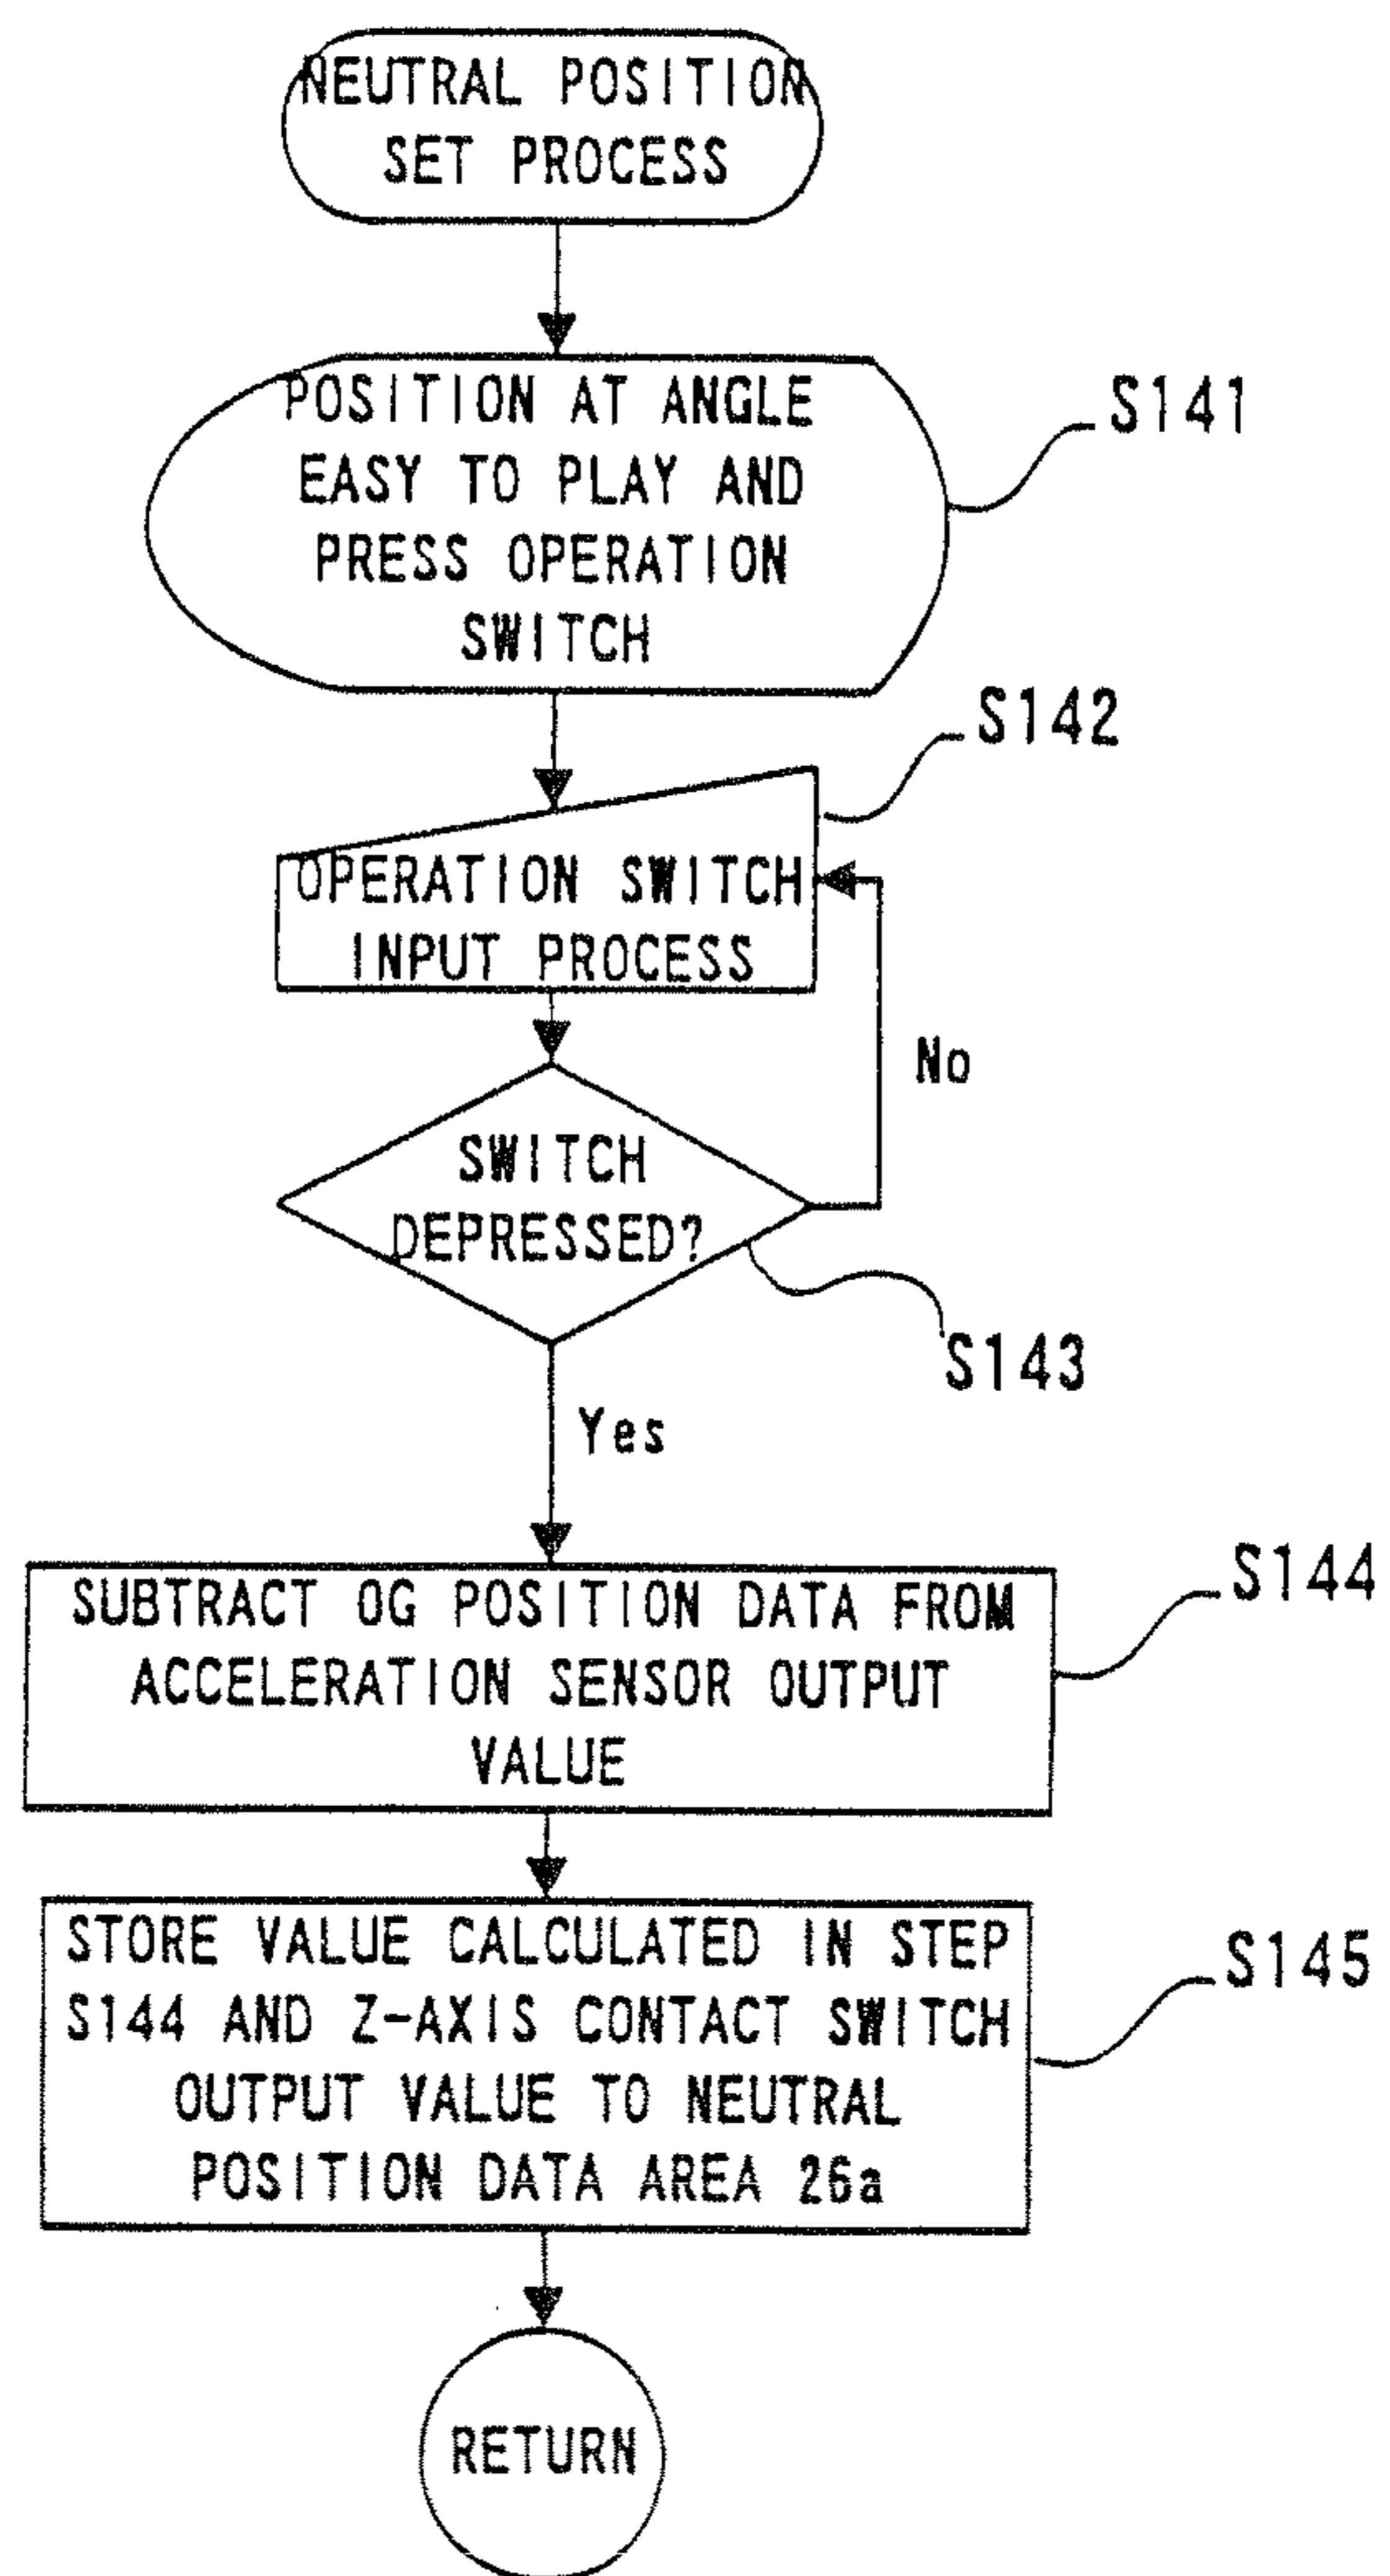 NEUTRAL POSITION
SET PROCESS
POSITION AT ANGLE
EASY TO PLAY AND
PRESS OPERATION
SWITCH
S141
S142
OPERATION SWITCH
INPUT PROCESS
No
SWITCH
DEPRESSED?
S143
Yes
SUBTRACT 0G POSITION DATA FROM
ACCELERATION SENSOR OUTPUT
VALUE
S144
STORE VALUE CALCULATED IN STEP
S144 AND Z-AXIS CONTACT SWITCH
OUTPUT VALUE TO NEUTRAL
POSITION DATA AREA 26a
S145
RETURN